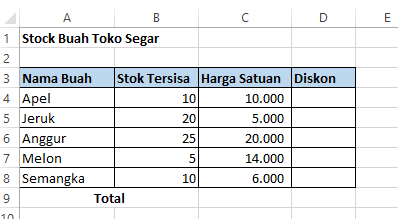 A B C D E
1 Stock Buah Toko Segar
2
3 Nama Buah Stok Tersisa Harga Satuan Diskon
4 Apel 10 10.000
5 Jeruk 20 5.000
6 Anggur 25 20.000
7 Melon 5 14.000
8 Semangka 10 6.000
9 Total
10